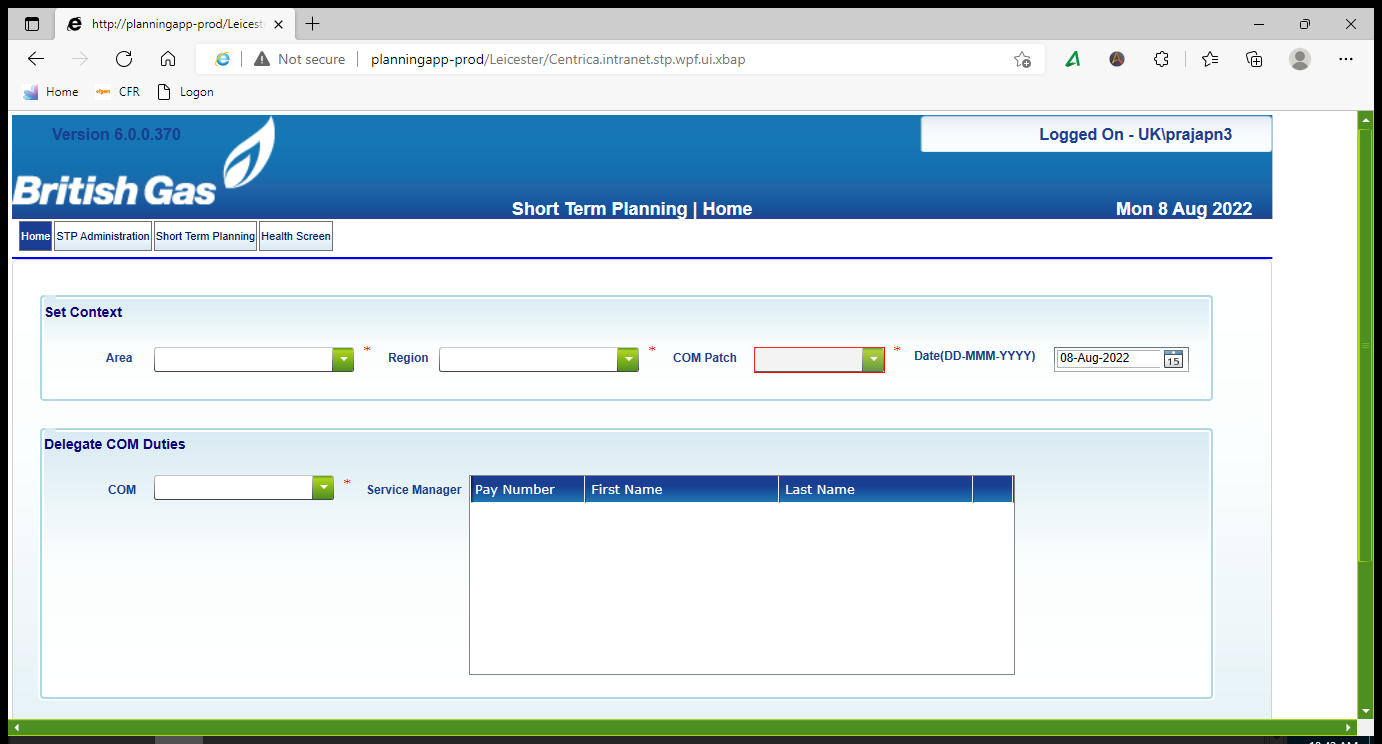 http://planningapp-prod/Leicest
Not secure
planningapp-prod/Leicester/Centrica.intranet.stp.wpf.ui.xbap
Home
cfgem
CFR
Logon
Version 6.0.0.370
Logged On - UK\prajapn3
British Gas
Short Term Planning | Home
Mon 8 Aug 2022
Home
STP Administration
Short Term Planning
Health Screen
Set Context
Area
*
Region
*
COM Patch
*
Date(DD-MMM-YYYY)
08-Aug-2022
15
Delegate COM Duties
COM
*
Service Manager
Pay Number
First Name
Last Name